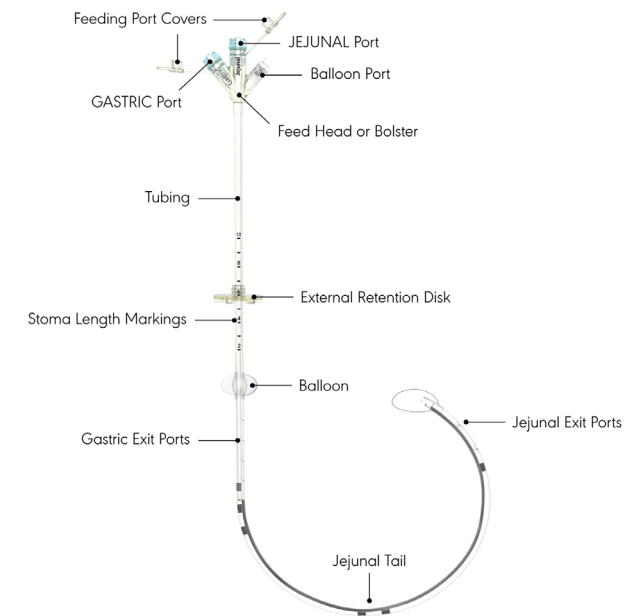 Feeding Port Covers
JEJUNAL Port
Balloon Port
GASTRIC Port
Feed Head or Bolster
Tubing
External Retention Disk
Stoma Length Markings
Balloon
Gastric Exit Ports
Jejunal Exit Ports
Jejunal Tail